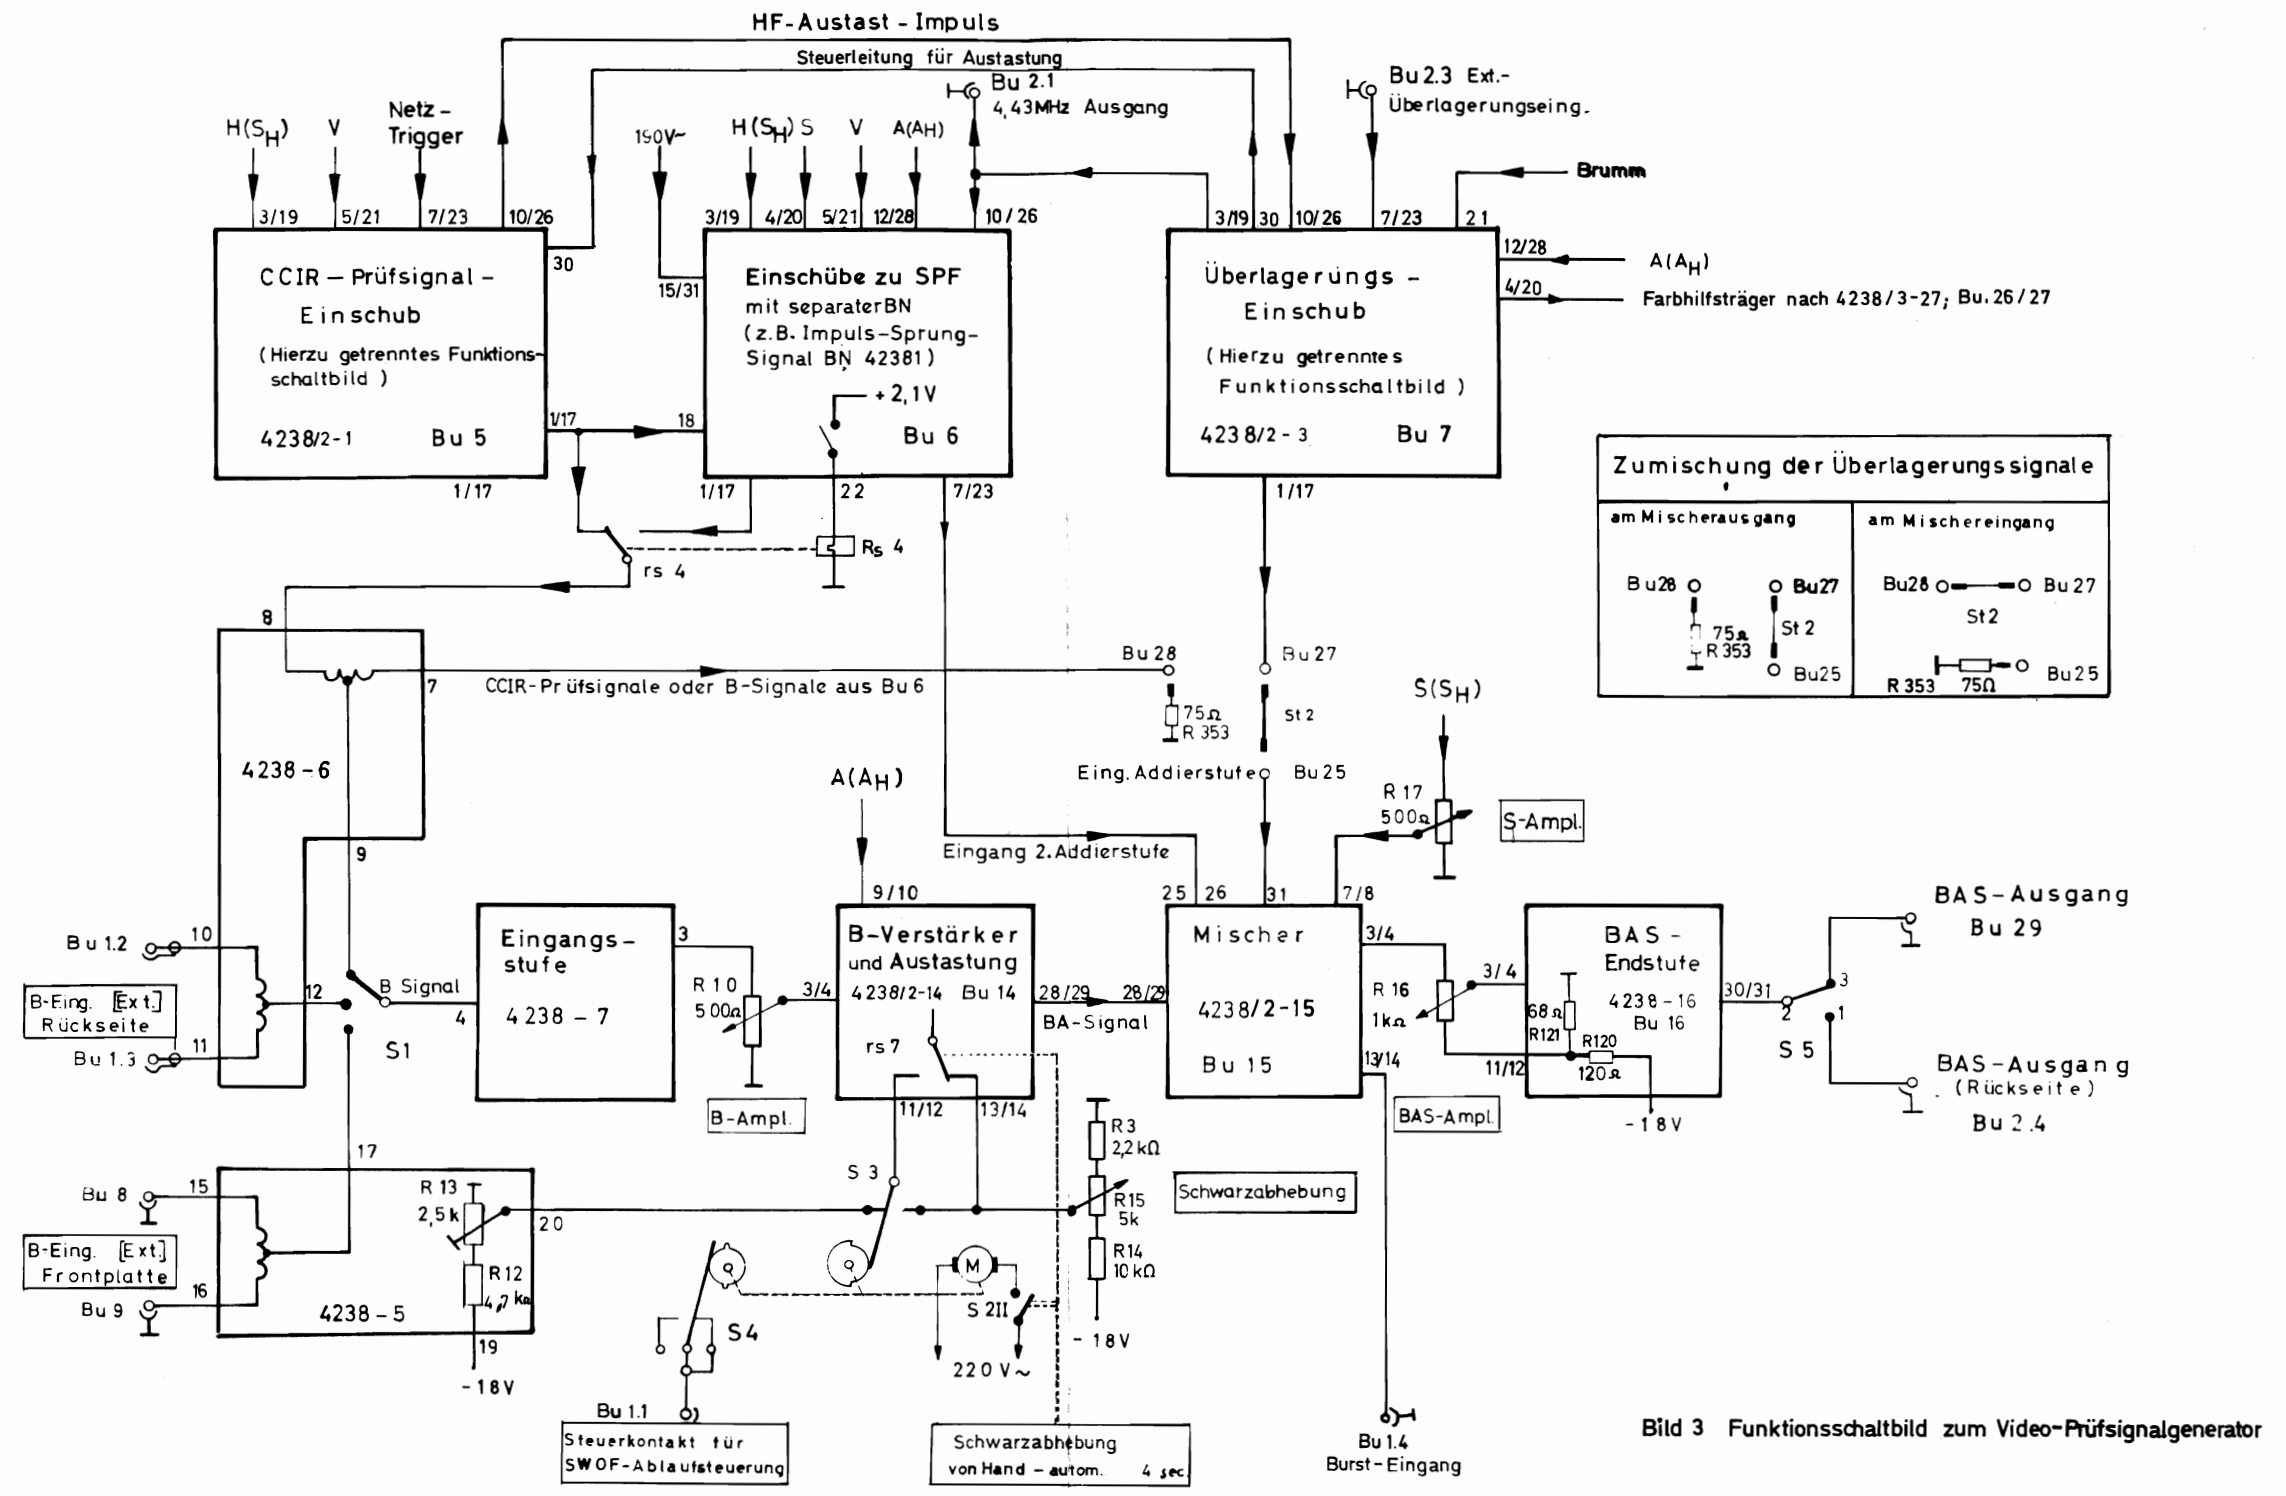 HF-Austast-Impuls
Steuerleitung für Austastung
Bu 2.1
4,43MHz Ausgang
Bu 2.3 Ext.-
Überlagerungseing.
H(SH)
V
Netz-
Trigger
190V~
H(SH)
S
V
A(AH)
Brumm
3/19
5/21
7/23
10/26
3/19
4/20
5/21
12/28
10/26
3/19
30
10/26
7/23
21
30
15/31
12/28
A(AH)
4/20
Farbhilfsträger nach 4238/3-27; Bu. 26/27
CCIR-Prüfsignal-
Einschub
(Hierzu getrenntes Funktions-
schaltbild)
4238/2-1
Bu 5
Einschübe zu SPF
mit separater BN
(z.B. Impuls-Sprung-
Signal BN 42381)
+2,1V
Bu 6
Überlagerungs-
Einschub
(Hierzu getrenntes
Funktionsschaltbild)
4238/2-3
Bu 7
1/17
18
1/17
1/17
22
7/23
1/17
Rs 4
rs 4
Zumischung der Überlagerungssignale
am Mischerausgang
am Mischereingang
Bu28
Bu27
75Ω
R 353
St 2
Bu25
Bu28
Bu 27
St 2
R 353
75Ω
Bu25
8
7
CCIR-Prüfsignale oder B-Signale aus Bu 6
Bu 28
Bu 27
75Ω
R 353
St 2
Eing. Addierstufe
Bu 25
S(SH)
R 17
500Ω
S-Ampl.
4238-6
9
A(AH)
Eingang 2. Addierstufe
9/10
25
26
31
7/8
Bu 1.2
10
B-Eing. [Ext.]
Rückseite
Bu 1.3
11
12
B Signal
4
S1
Eingangs-
stufe
4238-7
3
R 10
500Ω
B-Ampl.
3/4
B-Verstärker
und Austastung
4238/2-14
Bu 14
rs 7
11/12
13/14
28/29
28/29
BA-Signal
Mischer
4238/2-15
Bu 15
3/4
R 16
1kΩ
3/4
13/14
11/12
BAS-Ampl.
BAS-
Endstufe
4238-16
Bu 16
68Ω
R121
R120
120Ω
-18V
30/31
2
3
1
S 5
BAS-Ausgang
Bu 29
BAS-Ausgang
(Rückseite)
Bu 2.4
17
Bu 8
15
B-Eing. [Ext.]
Frontplatte
Bu 9
16
R 13
2,5 k
R 12
4,7 kΩ
4238-5
20
19
-18V
S 3
R3
2,2kΩ
R15
5k
R14
10kΩ
-18V
Schwarzabhebung
M
S 2II
220 V~
S4
Bu 1.1
Steuerkontakt für
SWOF-Ablaufsteuerung
Schwarzabhebung
von Hand - autom. 4 sec.
Bu 1.4
Burst-Eingang
Bild 3 Funktionsschaltbild zum Video-Prüfsignalgenerator